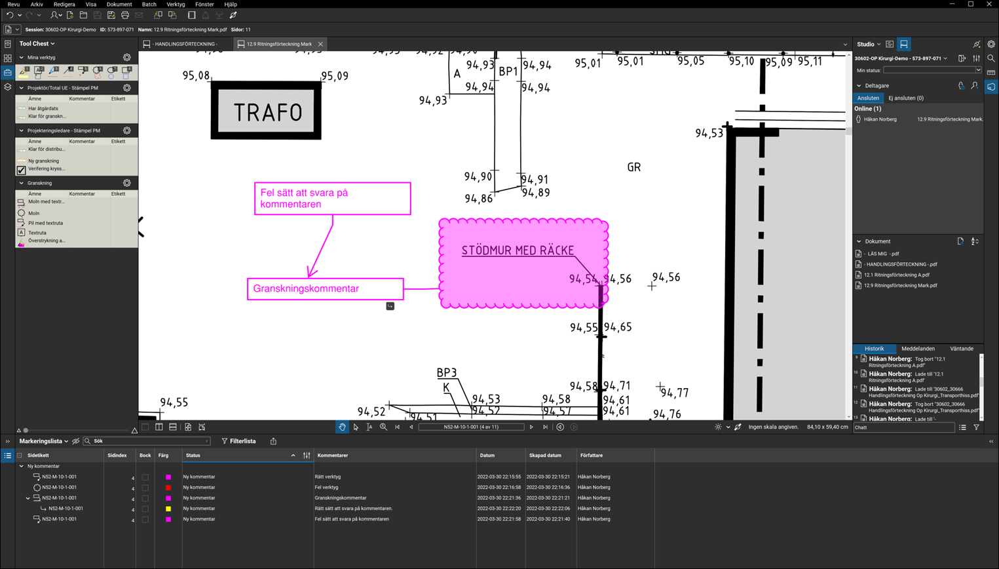 Revu Arkiv Redigera Visa Dokument Batch Verktyg Fönster Hjälp
Session: 30602-OP Kirurgi-Demo ID: 573-897-071 Namn: 12.9 Ritningsförteckning Mark.pdf Sidor: 11
Tool Chest
Mina verktyg
Projektör/Total UE - Stämpel PM
Ämne Kommentar Etikett
Har åtgärdats
Klar för granskn...
Projekteringsledare - Stämpel PM
Ämne Kommentar Etikett
Klar för distribu...
Ny granskning
Verifering kryss...
Granskning
Ämne Kommentar Etikett
Moln med textr...
Moln
Pil med textruta
Textruta
Överstrykning a...
- HANDLINGSFÖRTECKNING -
12.9 Ritningsförteckning Mark
95,08 95,09
TRAFO
A
94,93 BP1 94,94
94,94 94,94
94,93
95,01 95,01 95,05 95,10 95,09 95,11
94,53
GR
94,90 94,91
94,86 94,89
Fel sätt att svara på
kommentaren
STÖDMUR MED RÄCKE
94,54 94,56 94,56
Granskningskommentar
94,55 94,65
BP3
K
94,58 94,71 94,77
94,55 94,53 94,58 94,61
94,52 94,51 94,52 94,57 94,61 94,76
N52-M-10-1-001 (4 av 11)
Ingen skala angiven. 84,10 x 59,40 cm
Studio
30602-OP Kirurgi-Demo - 573-897-071
Min status:
Deltagare
Ansluten Ej ansluten (0)
Online (1)
Håkan Norberg 12.9 Ritningsförteckning Mark.
Dokument
- LÄS MIG -.pdf
- HANDLINGSFÖRTECKNING -.pdf
12.1 Ritningsförteckning A.pdf
12.9 Ritningsförteckning Mark.pdf
Historik Meddelanden Väntande
9 Håkan Norberg: Tog bort "12.1
Ritningsförteckning A.pdf"
10 Håkan Norberg: Lade till '12.1
Ritningsförteckning A.pdf'
11 Håkan Norberg: Lade till '30602_30602
Handlingsförteckning Op Kirurgi_Transporthiss.pdf'
12 Håkan Norberg: Tog bort "30602_30602
Handlingsförteckning Op Kirurgi_Transporthiss.pdf"
13 Håkan Norberg: Lade till '-
Chatt
Markeringslista Sök Filterlista
Sidetikett Sidindex Bock Färg Status Kommentarer Datum Skapad datum Författare
Ny kommentar
N52-M-10-1-001 4 Ny kommentar Rätt verktyg 2022-03-30 22:15:55 2022-03-30 22:15:21 Håkan Norberg
N52-M-10-1-001 4 Ny kommentar Fel verktyg 2022-03-30 22:16:58 2022-03-30 22:16:36 Håkan Norberg
N52-M-10-1-001 4 Ny kommentar Granskningskommentar 2022-03-30 22:21:36 2022-03-30 22:21:21 Håkan Norberg
N52-M-10-1-001 4 Ny kommentar Rätt sätt att svara på kommentaren. 2022-03-30 22:22:20 2022-03-30 22:22:06 Håkan Norberg
N52-M-10-1-001 4 Ny kommentar Fel sätt att svara på kommentaren 2022-03-30 22:21:58 2022-03-30 22:21:40 Håkan Norberg